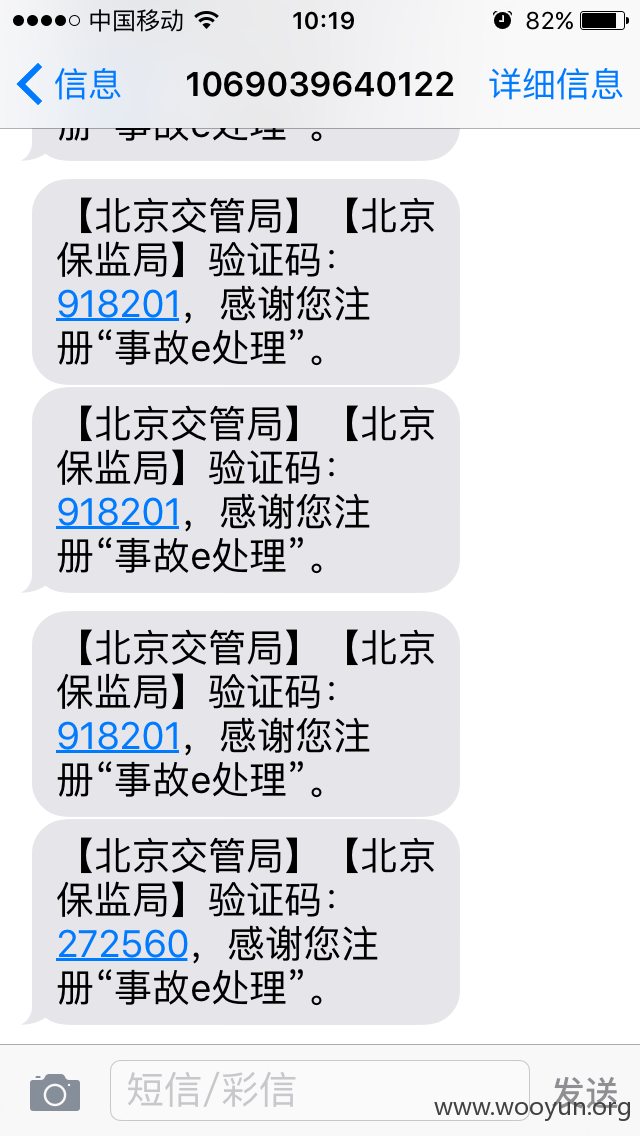 中国移动 10:19 82%
信息 1069039640122 详细信息
册“事故e处理”。
【北京交管局】【北京
保监局】验证码：
918201，感谢您注
册“事故e处理”。
【北京交管局】【北京
保监局】验证码：
918201，感谢您注
册“事故e处理”。
【北京交管局】【北京
保监局】验证码：
918201，感谢您注
册“事故e处理”。
【北京交管局】【北京
保监局】验证码：
272560，感谢您注
册“事故e处理”。
短信/彩信 发送
www.wooyun.org